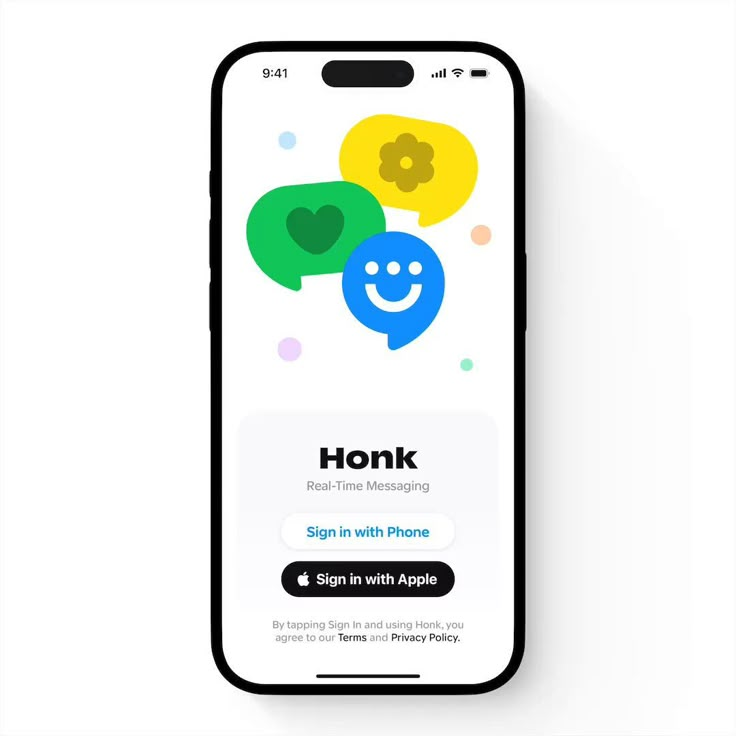 9:41
Honk
Real-Time Messaging
Sign in with Phone
Sign in with Apple
By tapping Sign In and using Honk, you
agree to our Terms and Privacy Policy.